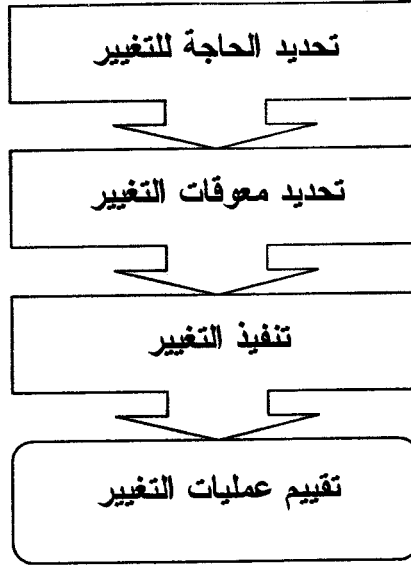 تحديد الحاجة للتغيير
تحديد معوقات التغيير
تنفيذ التغيير
تقييم عمليات التغيير